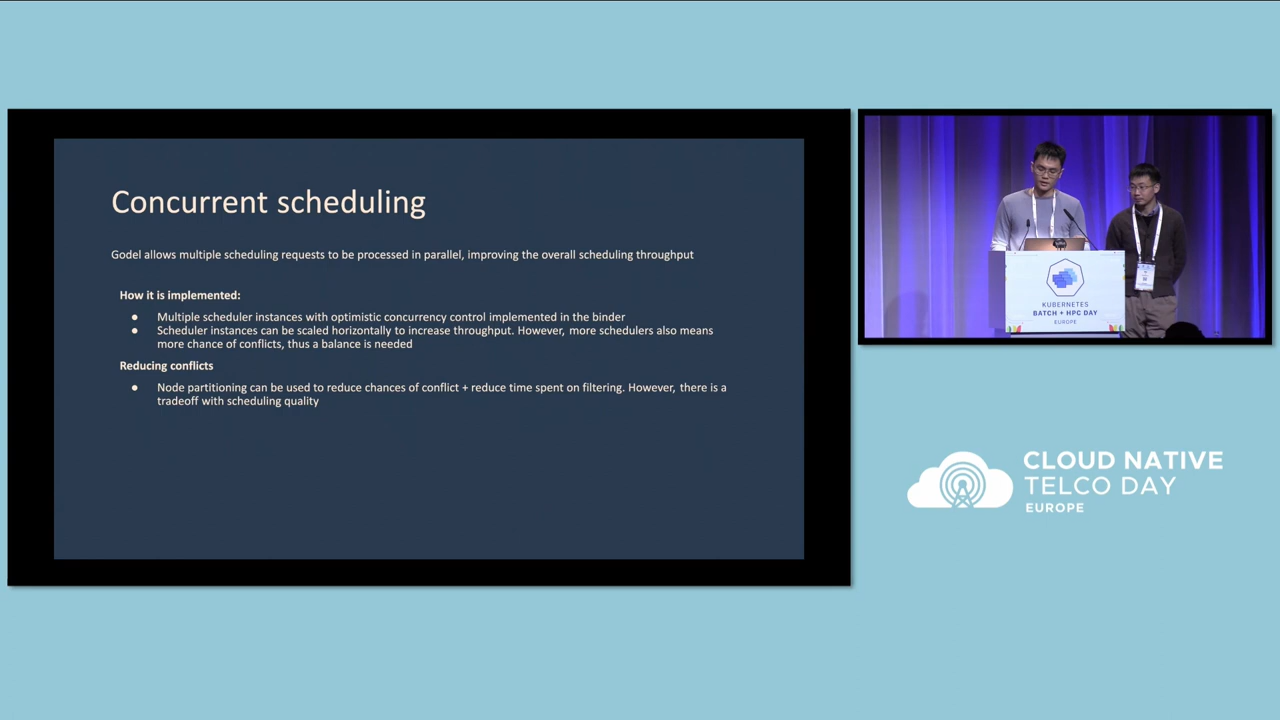 Concurrent scheduling
Godel allows multiple scheduling requests to be processed in parallel, improving the overall scheduling throughput
How it is implemented:
● Multiple scheduler instances with optimistic concurrency control implemented in the binder
● Scheduler instances can be scaled horizontally to increase throughput. However, more schedulers also means
more chance of conflicts, thus a balance is needed
Reducing conflicts
● Node partitioning can be used to reduce chances of conflict + reduce time spent on filtering. However, there is a
tradeoff with scheduling quality
KUBERNETES
BATCH + HPC DAY
EUROPE
CLOUD NATIVE
TELCO DAY
EUROPE